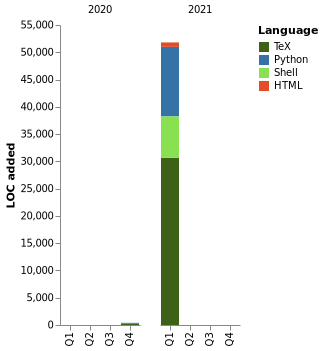 2020
2021
Language
TeX
Python
Shell
HTML
LOC added
55,000
50,000
45,000
40,000
35,000
30,000
25,000
20,000
15,000
10,000
5,000
0
Q1
Q2
Q3
Q4
Q1
Q2
Q3
Q4